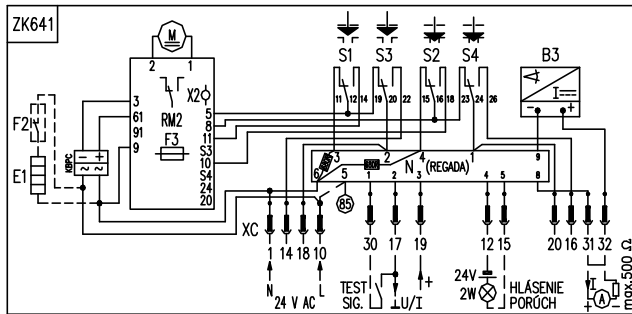 ZK641
M
2 1
S1 S3 S2 S4 B3
X2
3 5
61 8
91 11
9 S3
10
S4
24
20
RM2
F3
F2
E1
KBPC
- +
11 12 14 19 20 22 15 16 18 23 24 26
I
- +
3 2 4 1 9
N (REGADA)
6 5 1 2 3 4 5 8
85
XC
1 14 18 10 30 17 19 12 15 20 16 31 32
N 24 V AC L
TEST
SIG.
U/I
+
24V
2W
HLÁSENIE
PORÚCH
I
+ A -
max.500 Ω